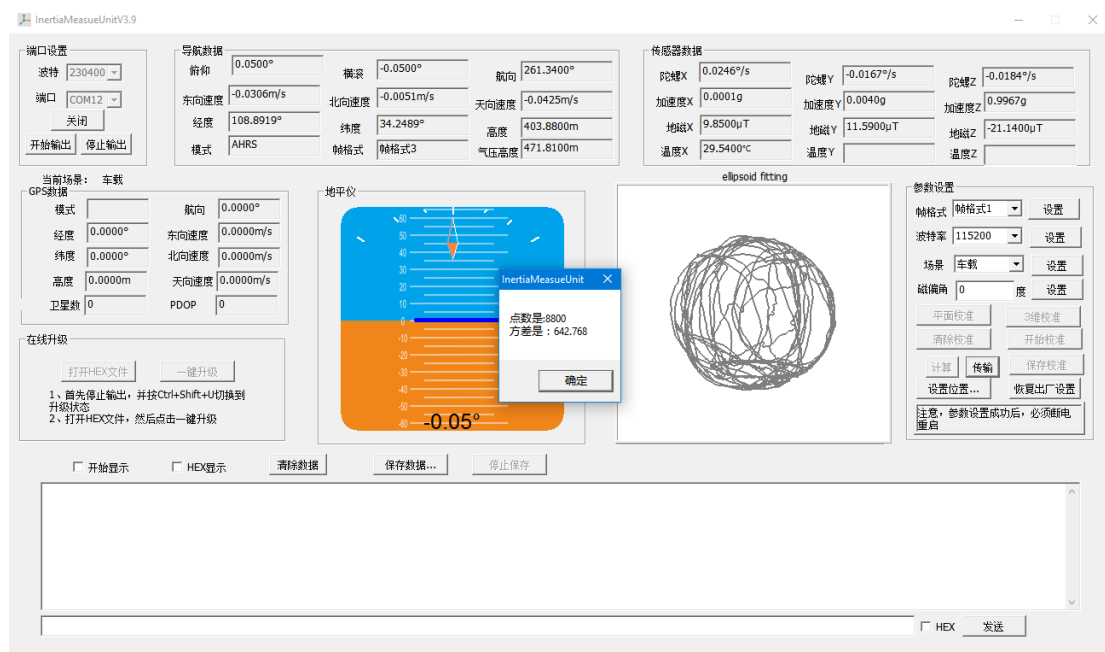 InertiaMeasueUnitV3.9
端口设置
波特 230400
端口 COM12
关闭
开始输出 停止输出
导航数据
俯仰 0.0500° 横滚 -0.0500° 航向 261.3400°
东向速度 -0.0306m/s 北向速度 -0.0051m/s 天向速度 -0.0425m/s
经度 108.8919° 纬度 34.2489° 高度 403.8800m
模式 AHRS 帧格式 帧格式3 气压高度 471.8100m
传感器数据
陀螺X 0.0246°/s 陀螺Y -0.0167°/s 陀螺Z -0.0184°/s
加速度X 0.0001g 加速度Y 0.0040g 加速度Z 0.9967g
地磁X 9.8500μT 地磁Y 11.5900μT 地磁Z -21.1400μT
温度X 29.5400℃ 温度Y 温度Z
当前场景: 车载
GPS数据
模式 航向 0.0000°
经度 0.0000° 东向速度 0.0000m/s
纬度 0.0000° 北向速度 0.0000m/s
高度 0.0000m 天向速度 0.0000m/s
卫星数 0 PDOP 0
在线升级
打开HEX文件 一键升级
1、首先停止输出，并按Ctrl+Shift+U切换到
升级状态
2、打开HEX文件，然后点击一键升级
地平仪
60
50
40
30
20
10
0
-10
-20
-30
-40
-50
-60
-0.05°
InertiaMeasueUnit
点数是:8800
方差是：642.768
确定
ellipsoid fitting
参数设置
帧格式 帧格式1 设置
波特率 115200 设置
场景 车载 设置
磁偏角 0 度 设置
平面校准 3维校准
清除校准 开始校准
计算 传输 保存校准
设置位置... 恢复出厂设置
注意，参数设置成功后，必须断电
重启
开始显示 HEX显示 清除数据 保存数据... 停止保存
HEX 发送